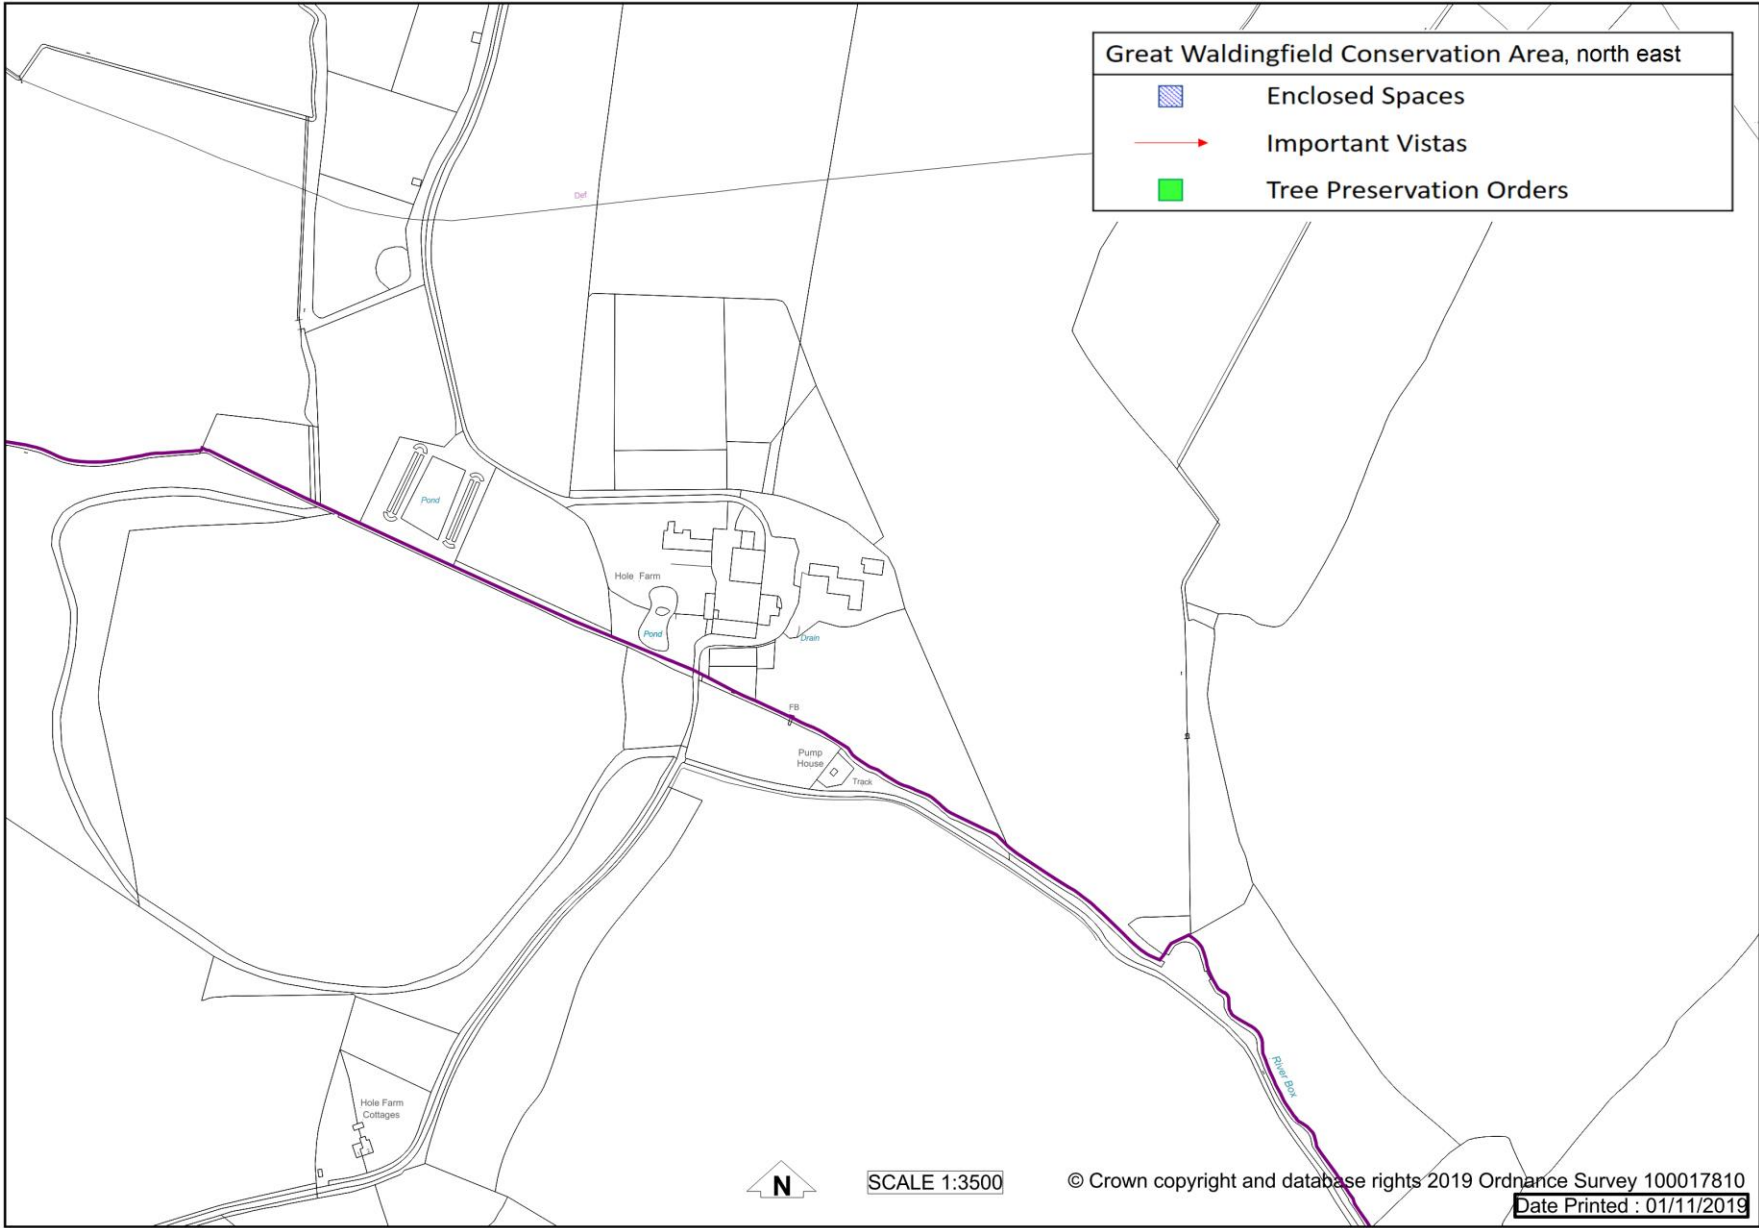 Great Waldingfield Conservation Area, north east
Enclosed Spaces
Important Vistas
Tree Preservation Orders
Def
Pond
Hole Farm
Pond
Drain
FB
Pump
House
Track
River Box
Hole Farm
Cottages
N
SCALE 1:3500
© Crown copyright and database rights 2019 Ordnance Survey 100017810
Date Printed : 01/11/2019